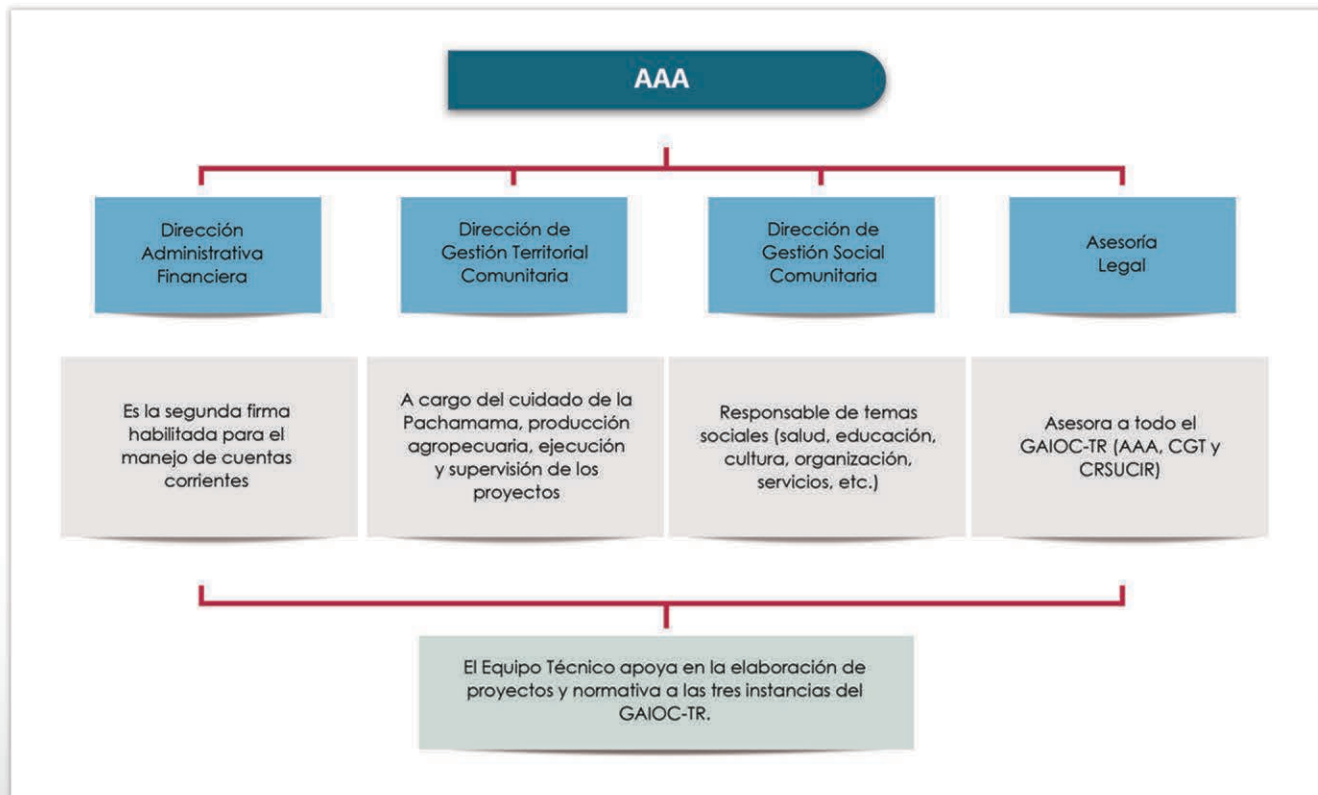 AAA
Dirección
Administrativa
Financiera
Dirección de
Gestión Territorial
Comunitaria
Dirección de
Gestión Social
Comunitaria
Asesoría
Legal
Es la segunda firma
habilitada para el
manejo de cuentas
corrientes
A cargo del cuidado de la
Pachamama, producción
agropecuaria, ejecución
y supervisión de los
proyectos
Responsable de temas
sociales (salud, educación,
cultura, organización,
servicios, etc.)
Asesora a todo el
GAIOC-TR (AAA, CGT y
CRSUCIR)
El Equipo Técnico apoya en la elaboración de
proyectos y normativa a las tres instancias del
GAIOC-TR.